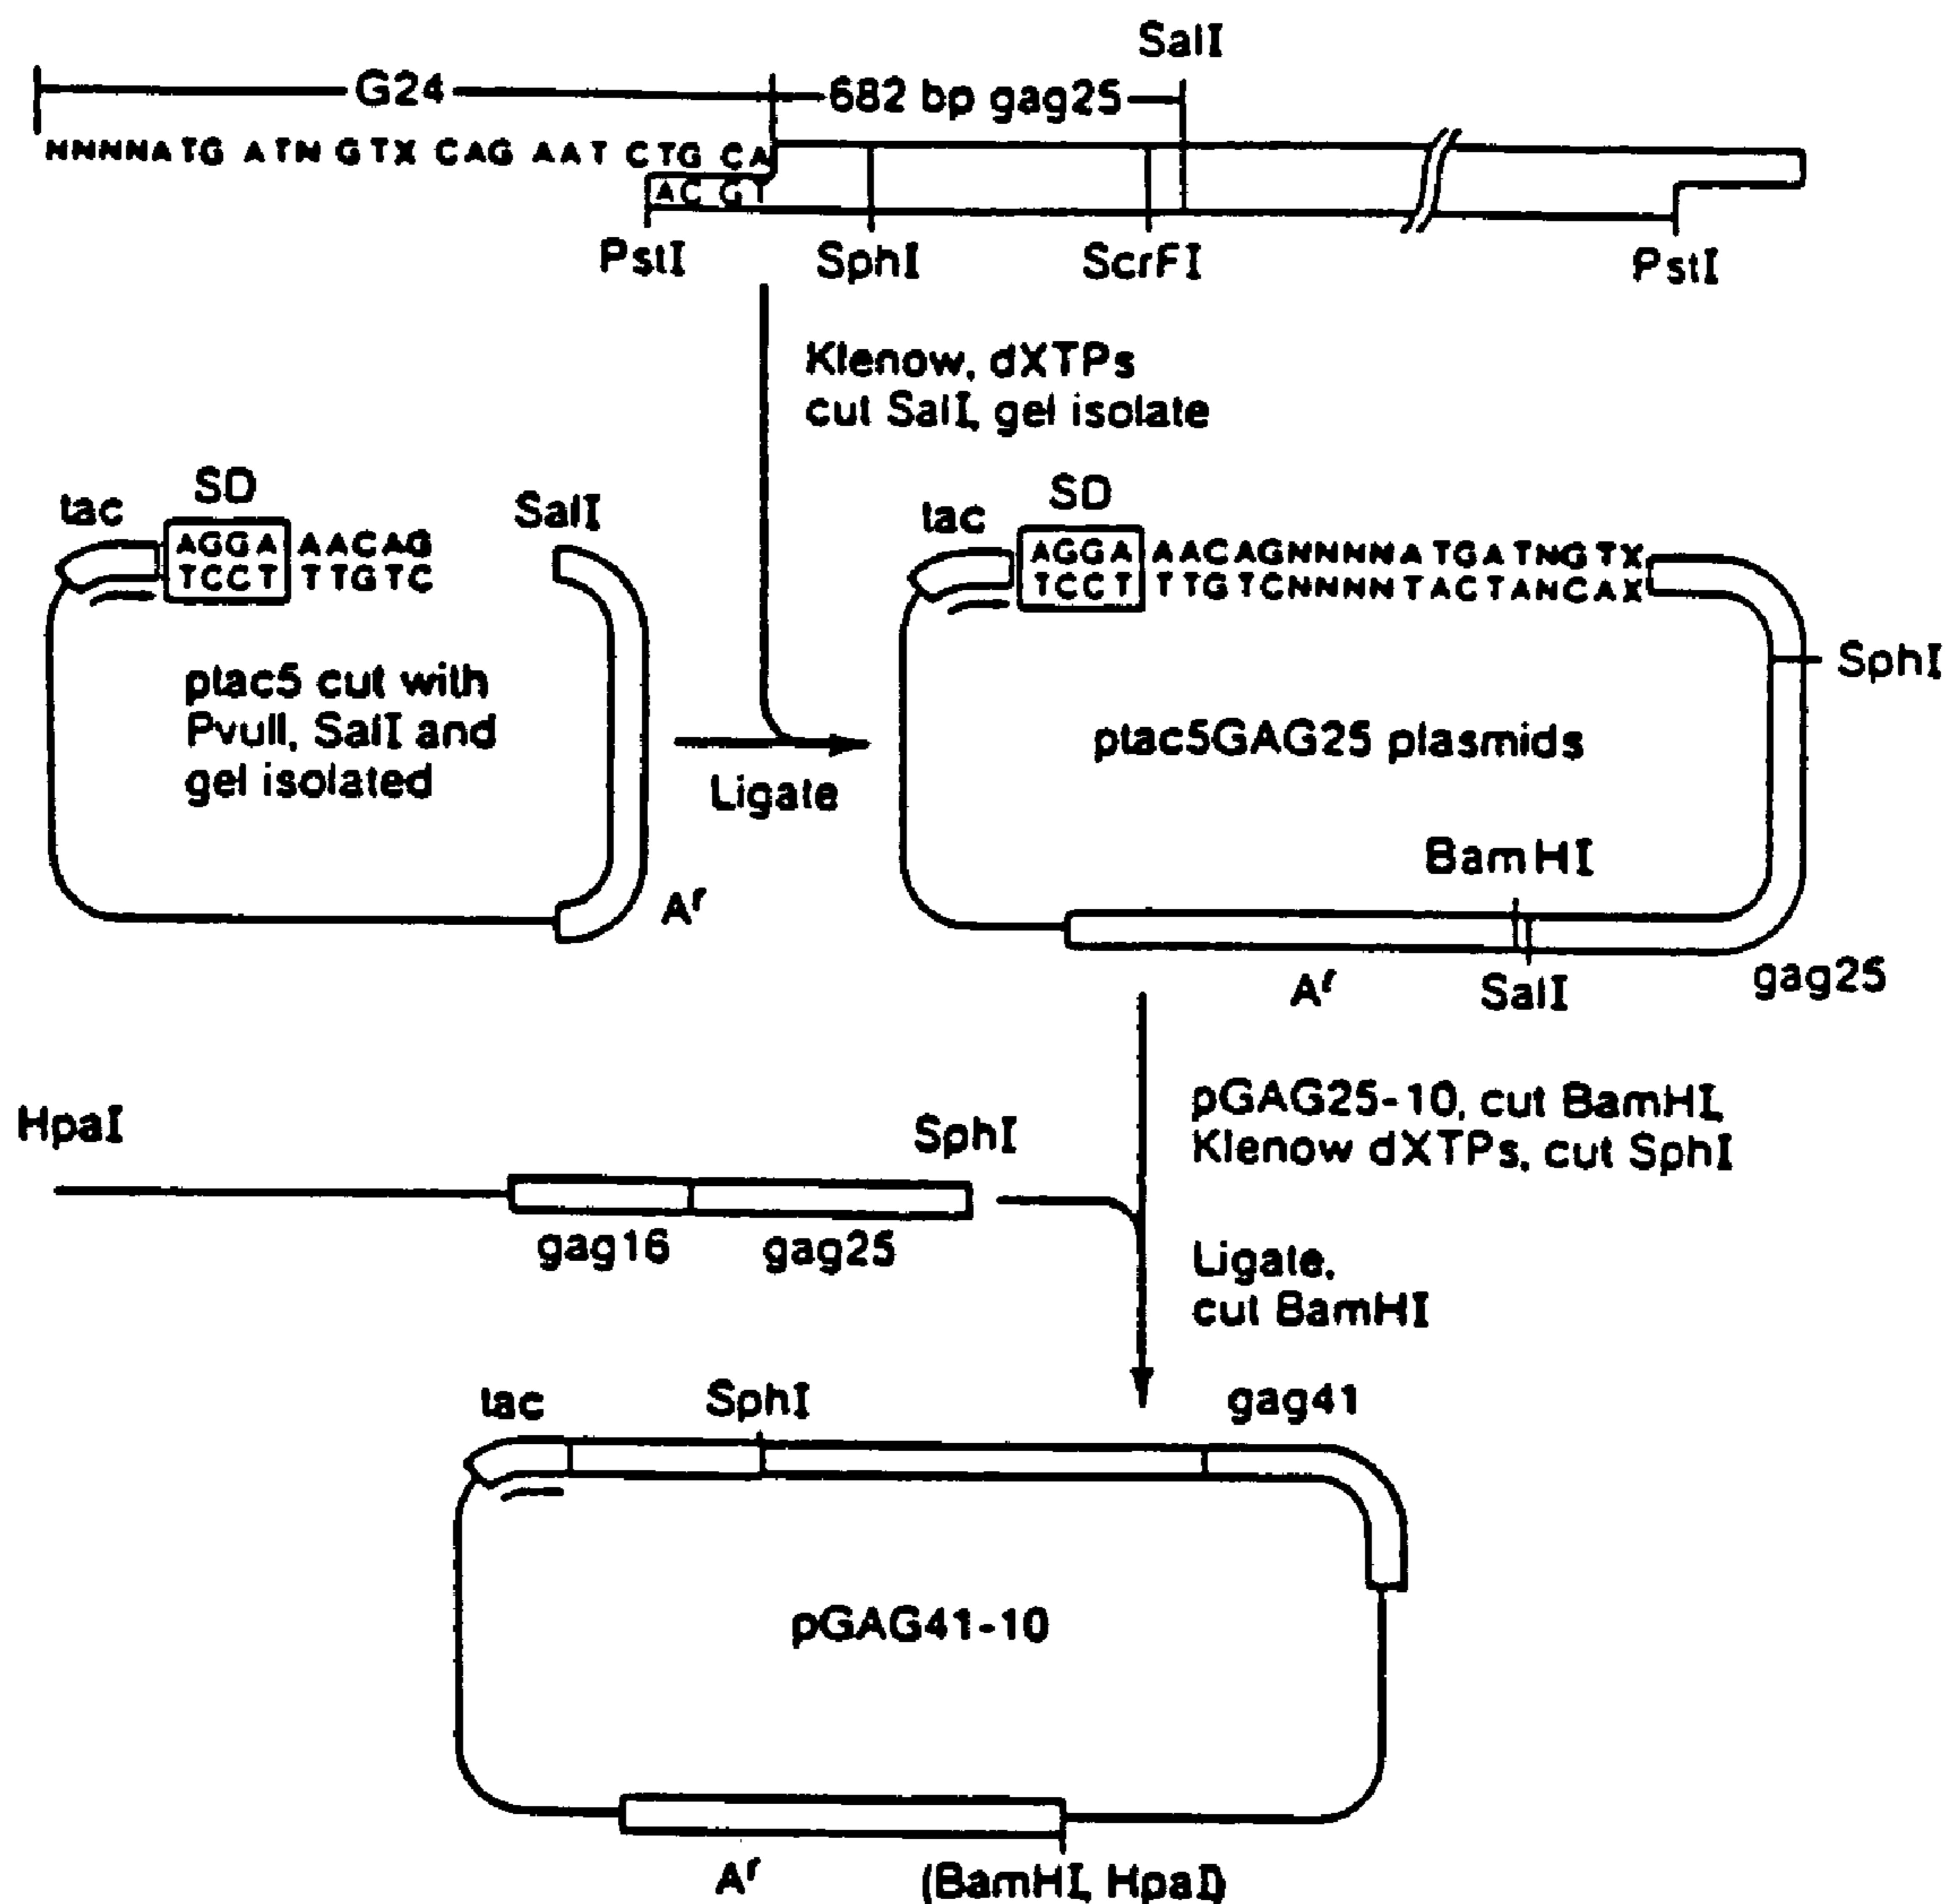 SalI
G24
682 bp gag25
NNNNATG ATN GTX CAG AAT CTG CA
ACG
PstI
SphI
ScrFI
PstI
Klenow, dXTPs
cut SalI, gel isolate
tac
SD
AGGA AACAG
TCCT TTGTC
SalI
ptac5 cut with
PvuII, SalI and
gel isolated
A^r
Ligate
tac
SD
AGGA AACAGNNNNATGATNGTX
TCCT TTGTCNNNNTACTANCAX
SphI
ptac5GAG25 plasmids
BamHI
A^r
SalI
gag25
HpaI
SphI
gag16
gag25
pGAG25-10, cut BamHI,
Klenow dXTPs, cut SphI
Ligate,
cut BamHI
tac
SphI
gag41
pGAG41-10
A^r
(BamHI, HpaI)